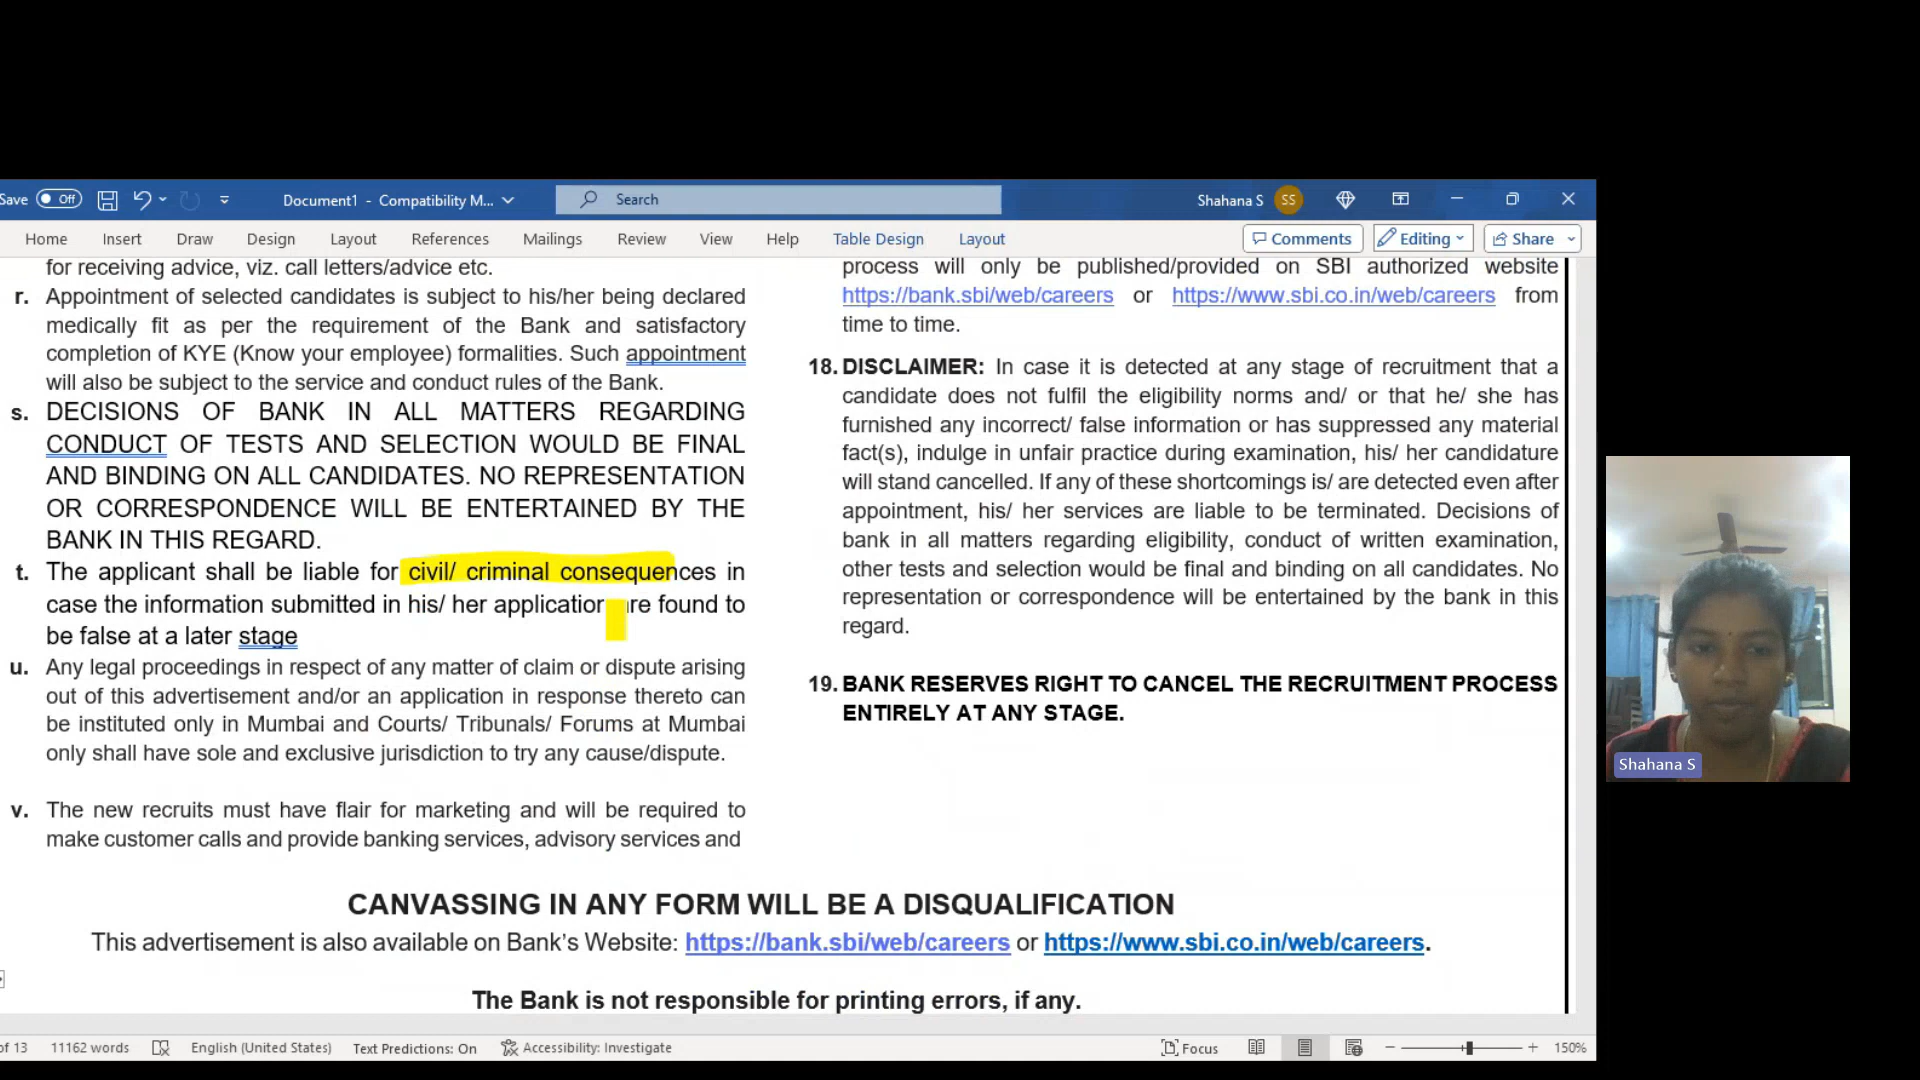 Save Off Document1 - Compatibility M... Search Shahana S SS
Home Insert Draw Design Layout References Mailings Review View Help Table Design Layout Comments Editing Share
for receiving advice, viz. call letters/advice etc.
r. Appointment of selected candidates is subject to his/her being declared
medically fit as per the requirement of the Bank and satisfactory
completion of KYE (Know your employee) formalities. Such appointment
will also be subject to the service and conduct rules of the Bank.
s. DECISIONS OF BANK IN ALL MATTERS REGARDING
CONDUCT OF TESTS AND SELECTION WOULD BE FINAL
AND BINDING ON ALL CANDIDATES. NO REPRESENTATION
OR CORRESPONDENCE WILL BE ENTERTAINED BY THE
BANK IN THIS REGARD.
t. The applicant shall be liable for civil/ criminal consequences in
case the information submitted in his/ her application are found to
be false at a later stage
u. Any legal proceedings in respect of any matter of claim or dispute arising
out of this advertisement and/or an application in response thereto can
be instituted only in Mumbai and Courts/ Tribunals/ Forums at Mumbai
only shall have sole and exclusive jurisdiction to try any cause/dispute.
v. The new recruits must have flair for marketing and will be required to
make customer calls and provide banking services, advisory services and
process will only be published/provided on SBI authorized website
https://bank.sbi/web/careers or https://www.sbi.co.in/web/careers from
time to time.
18. DISCLAIMER: In case it is detected at any stage of recruitment that a
candidate does not fulfil the eligibility norms and/ or that he/ she has
furnished any incorrect/ false information or has suppressed any material
fact(s), indulge in unfair practice during examination, his/ her candidature
will stand cancelled. If any of these shortcomings is/ are detected even after
appointment, his/ her services are liable to be terminated. Decisions of
bank in all matters regarding eligibility, conduct of written examination,
other tests and selection would be final and binding on all candidates. No
representation or correspondence will be entertained by the bank in this
regard.
19. BANK RESERVES RIGHT TO CANCEL THE RECRUITMENT PROCESS
ENTIRELY AT ANY STAGE.
CANVASSING IN ANY FORM WILL BE A DISQUALIFICATION
This advertisement is also available on Bank's Website: https://bank.sbi/web/careers or https://www.sbi.co.in/web/careers.
The Bank is not responsible for printing errors, if any.
of 13 11162 words English (United States) Text Predictions: On Accessibility: Investigate Focus 150%
Shahana S